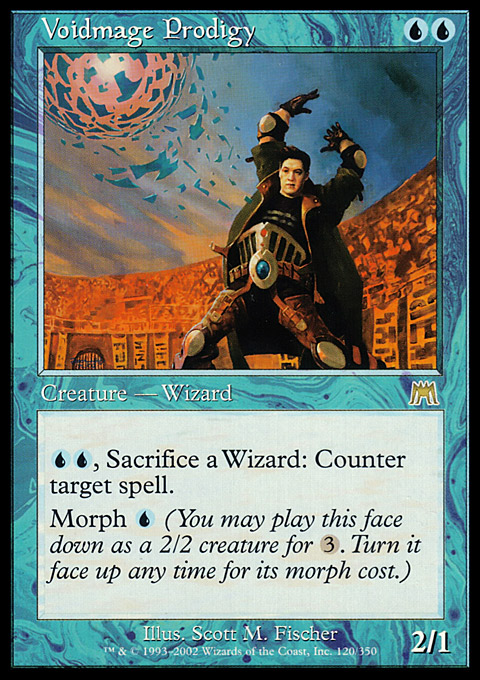 Voidmage Prodigy
Creature — Wizard
, Sacrifice a Wizard: Counter
target spell.
Morph (You may play this face
down as a 2/2 creature for 3. Turn it
face up any time for its morph cost.)
Illus. Scott M. Fischer
™ & © 1993–2002 Wizards of the Coast, Inc. 120/350
2/1